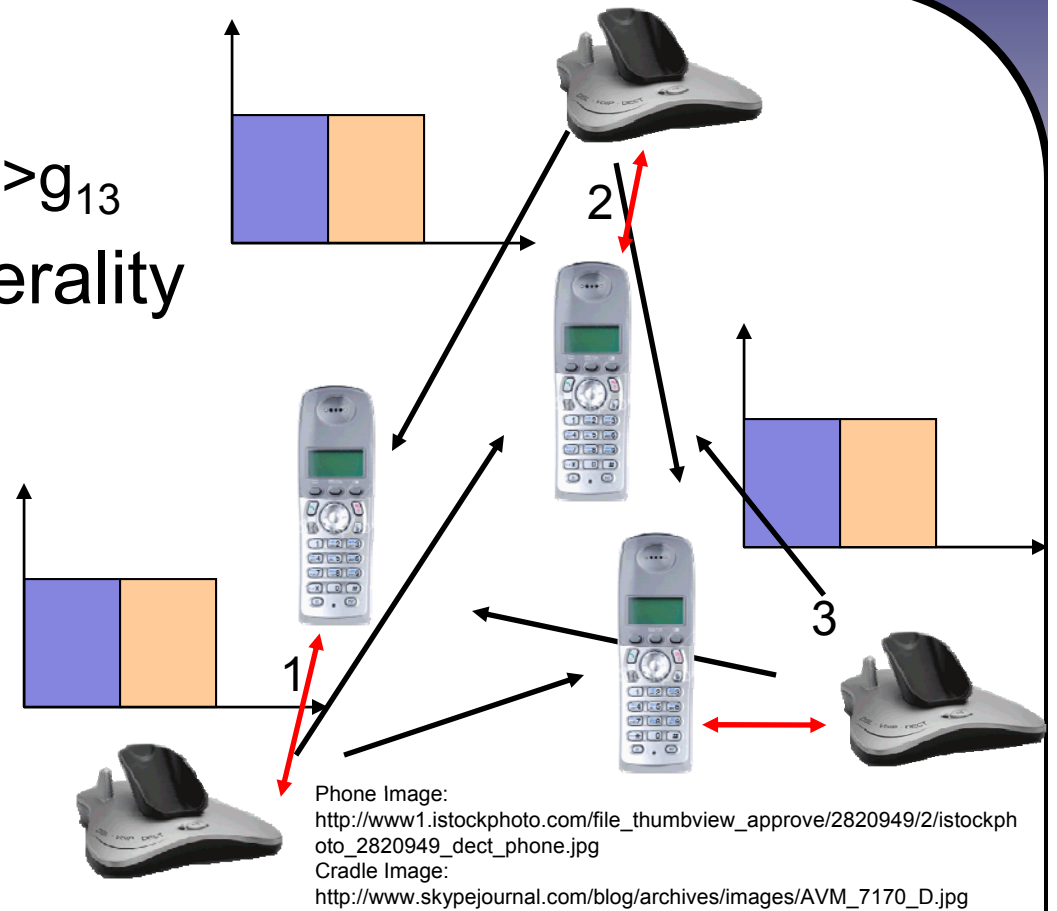 >g₁₃
erality
2
3
1
Phone Image:
http://www1.istockphoto.com/file_thumbview_approve/2820949/2/istockph
oto_2820949_dect_phone.jpg
Cradle Image:
http://www.skypejournal.com/blog/archives/images/AVM_7170_D.jpg